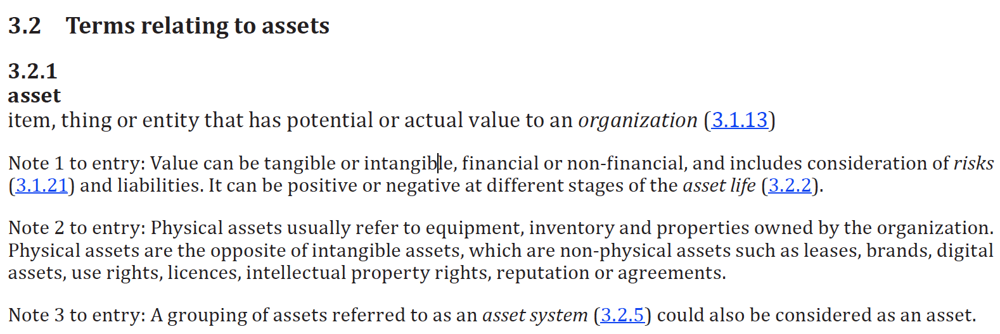 3.2 Terms relating to assets
3.2.1
asset
item, thing or entity that has potential or actual value to an organization (3.1.13)
Note 1 to entry: Value can be tangible or intangible, financial or non-financial, and includes consideration of risks
(3.1.21) and liabilities. It can be positive or negative at different stages of the asset life (3.2.2).
Note 2 to entry: Physical assets usually refer to equipment, inventory and properties owned by the organization.
Physical assets are the opposite of intangible assets, which are non-physical assets such as leases, brands, digital
assets, use rights, licences, intellectual property rights, reputation or agreements.
Note 3 to entry: A grouping of assets referred to as an asset system (3.2.5) could also be considered as an asset.